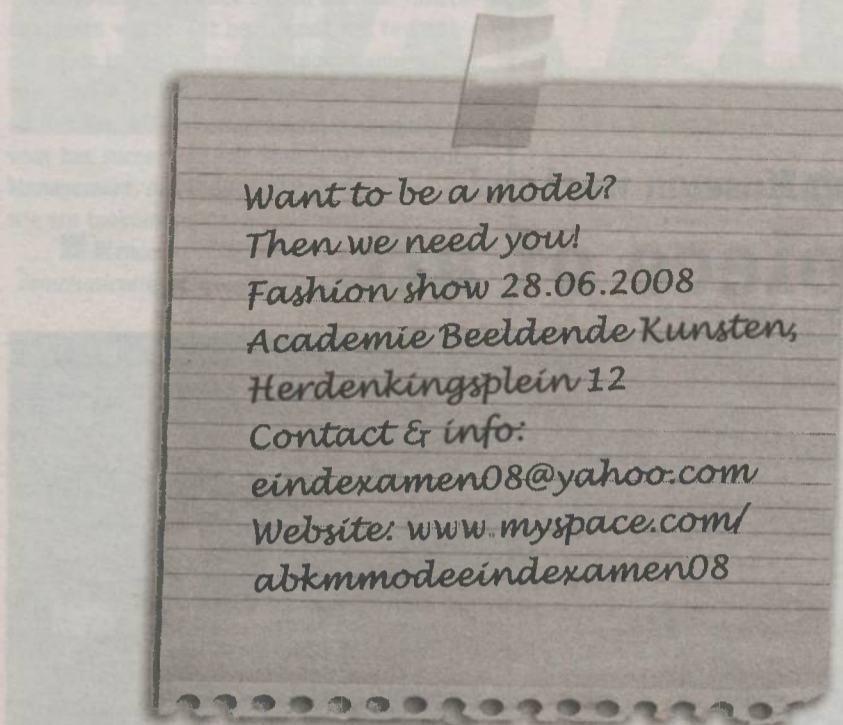 Want to be a model?
Then we need you!
Fashion show 28.06.2008
Academie Beeldende Kunsten,
Herdenkingsplein 12
Contact & info:
eindexamen08@yahoo.com
Website: www.myspace.com/
abkmmodeeindexamen08